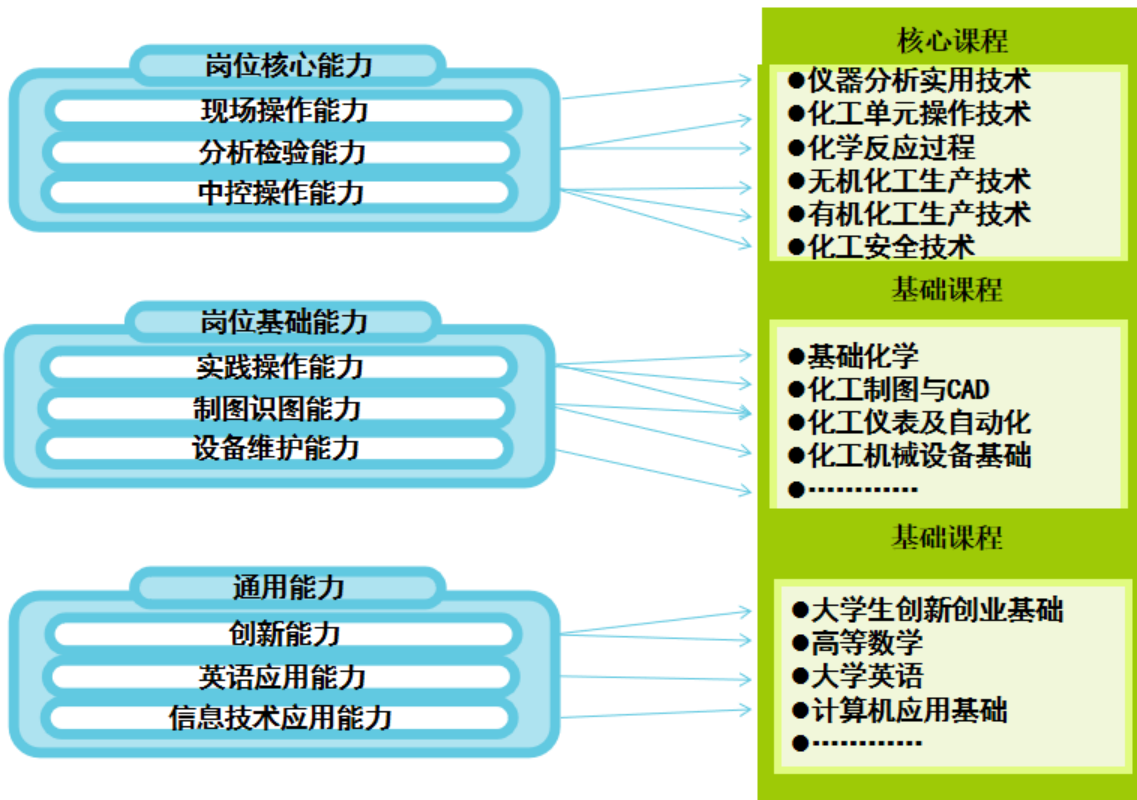 岗位核心能力
现场操作能力
分析检验能力
中控操作能力
核心课程
●仪器分析实用技术
●化工单元操作技术
●化学反应过程
●无机化工生产技术
●有机化工生产技术
●化工安全技术
岗位基础能力
实践操作能力
制图识图能力
设备维护能力
基础课程
●基础化学
●化工制图与CAD
●化工仪表及自动化
●化工机械设备基础
●…………
通用能力
创新能力
英语应用能力
信息技术应用能力
基础课程
●大学生创新创业基础
●高等数学
●大学英语
●计算机应用基础
●…………